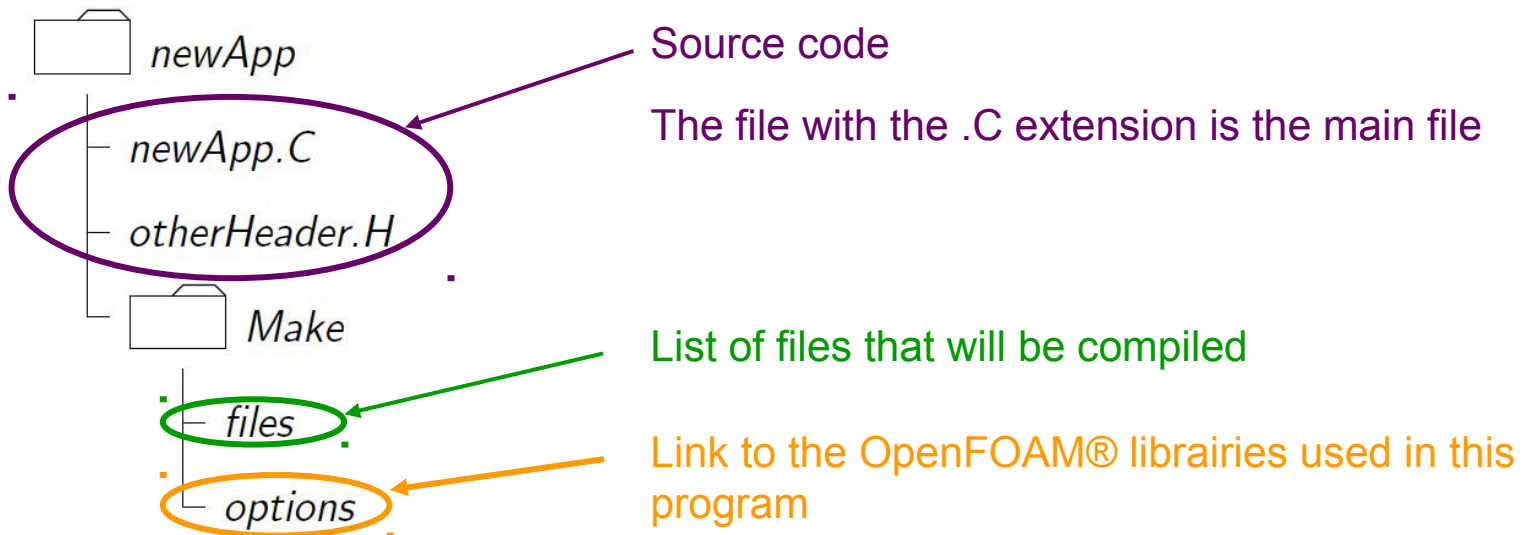 newApp
Source code
The file with the .C extension is the main file
newApp.C
otherHeader.H
Make
List of files that will be compiled
files
Link to the OpenFOAM® librairies used in this
program
options